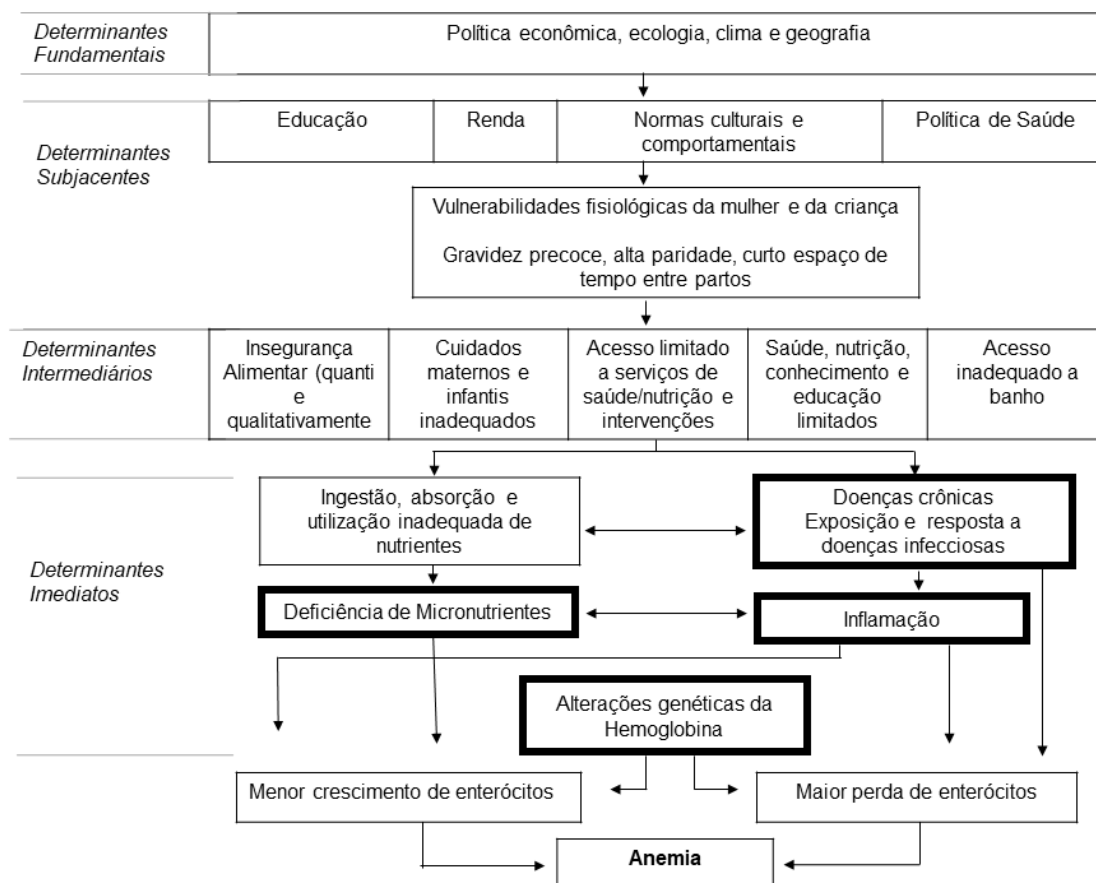 Determinantes
Fundamentais
Política econômica, ecologia, clima e geografia
Determinantes
Subjacentes
Educação
Renda
Normas culturais e
comportamentais
Política de Saúde
Vulnerabilidades fisiológicas da mulher e da criança
Gravidez precoce, alta paridade, curto espaço de
tempo entre partos
Determinantes
Intermediários
Insegurança
Alimentar (quanti
e
qualitativamente
Cuidados
maternos e
infantis
inadequados
Acesso limitado
a serviços de
saúde/nutrição e
intervenções
Saúde, nutrição,
conhecimento e
educação
limitados
Acesso
inadequado a
banho
Determinantes
Imediatos
Ingestão, absorção e
utilização inadequada de
nutrientes
Doenças crônicas
Exposição e resposta a
doenças infecciosas
Deficiência de Micronutrientes
Inflamação
Alterações genéticas da
Hemoglobina
Menor crescimento de enterócitos
Maior perda de enterócitos
Anemia